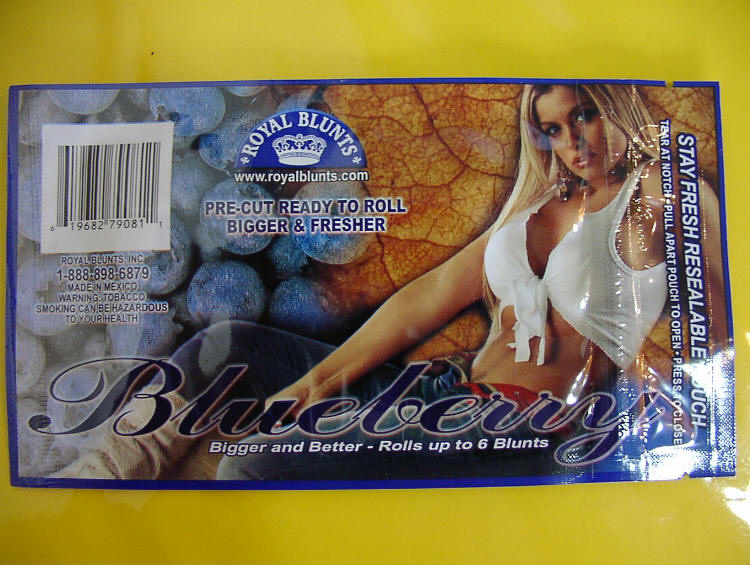 ROYAL BLUNTS
www.royalblunts.com
PRE-CUT READY TO ROLL
BIGGER & FRESHER
6 19682 79081 1
ROYAL BLUNTS, INC
1-888-898-6879
MADE IN MEXICO
WARNING: TOBACCO
SMOKING CAN BE HAZARDOUS
TO YOUR HEALTH
Blueberry
Bigger and Better - Rolls up to 6 Blunts
STAY FRESH RESEALABLE POUCH
TEAR AT NOTCH • PULL APART POUCH TO OPEN • PRESS TO CLOSE